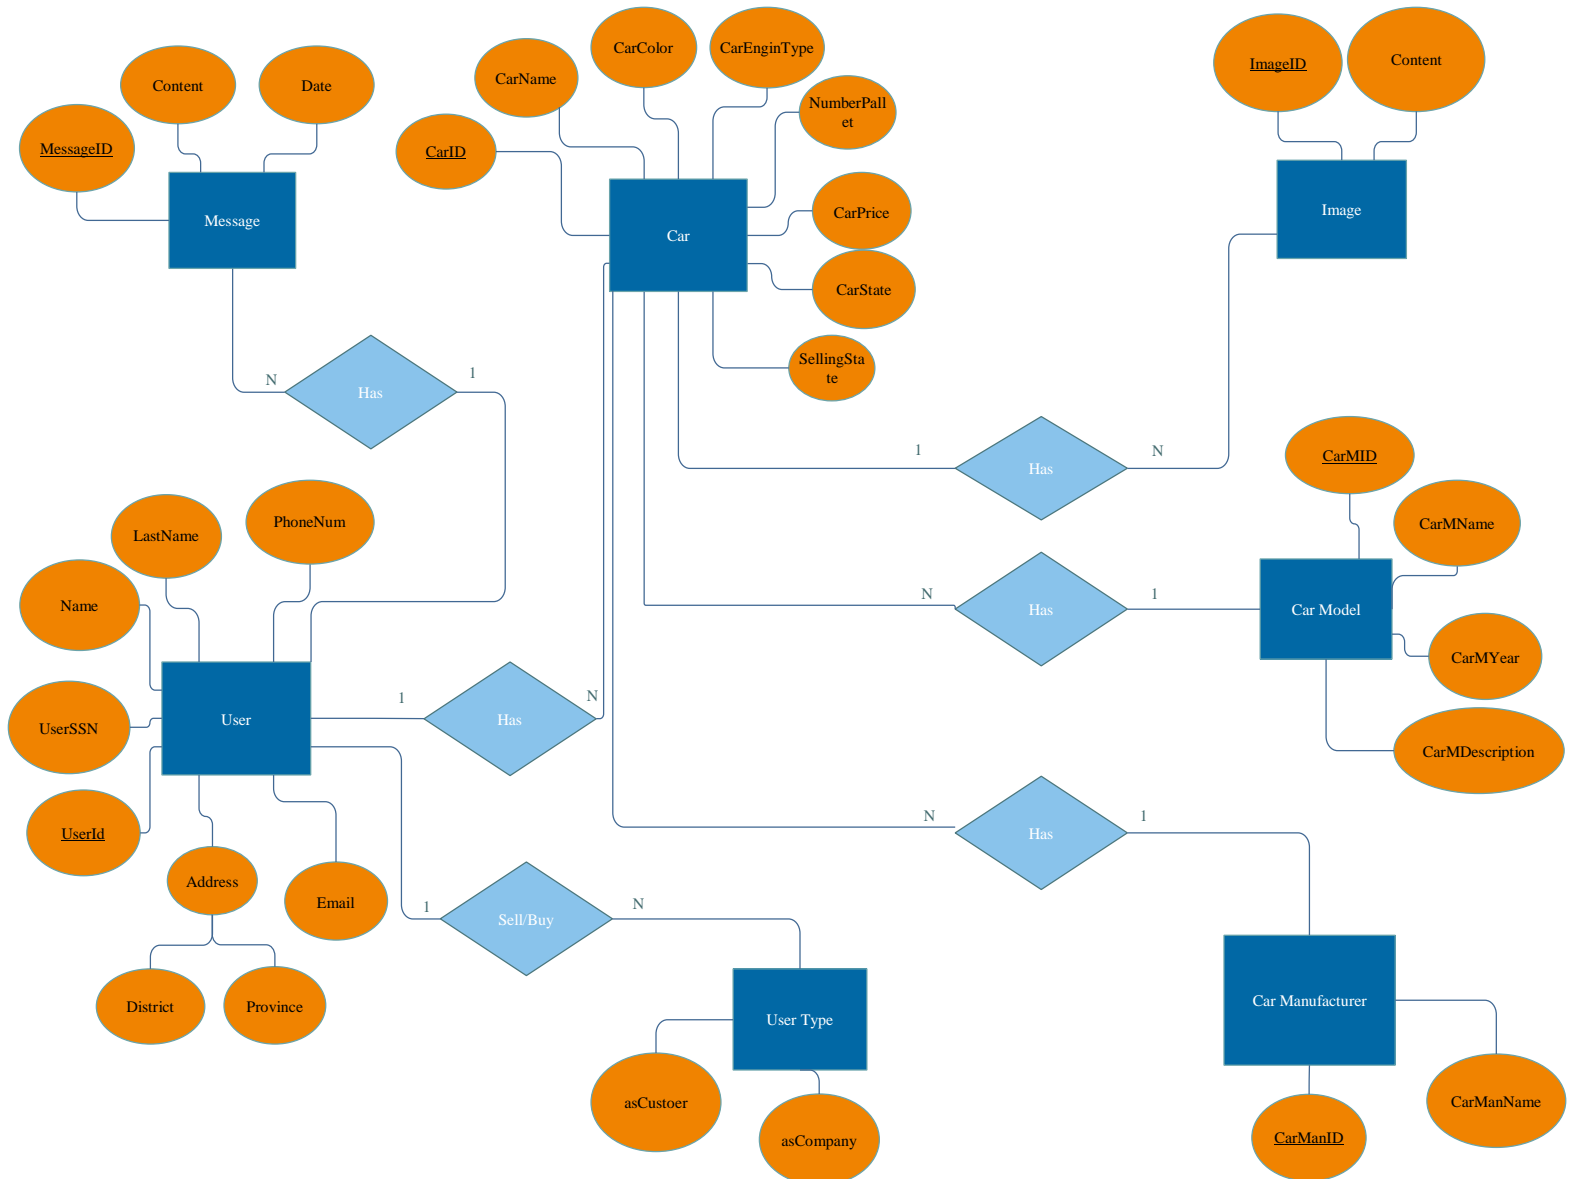 CarColor
CarEnginType
ImageID
Content
CarName
Content
Date
NumberPall
et
MessageID
CarID
Message
Car
CarPrice
Image
CarState
SellingSta
te
N
Has
1
1
Has
N
CarMID
LastName
PhoneNum
CarMName
Name
N
Has
1
Car Model
CarMYear
User
1
Has
N
UserSSN
CarMDescription
UserId
N
Has
1
Address
Email
1
Sell/Buy
N
District
Province
User Type
Car Manufacturer
asCustoer
asCompany
CarManName
CarManID